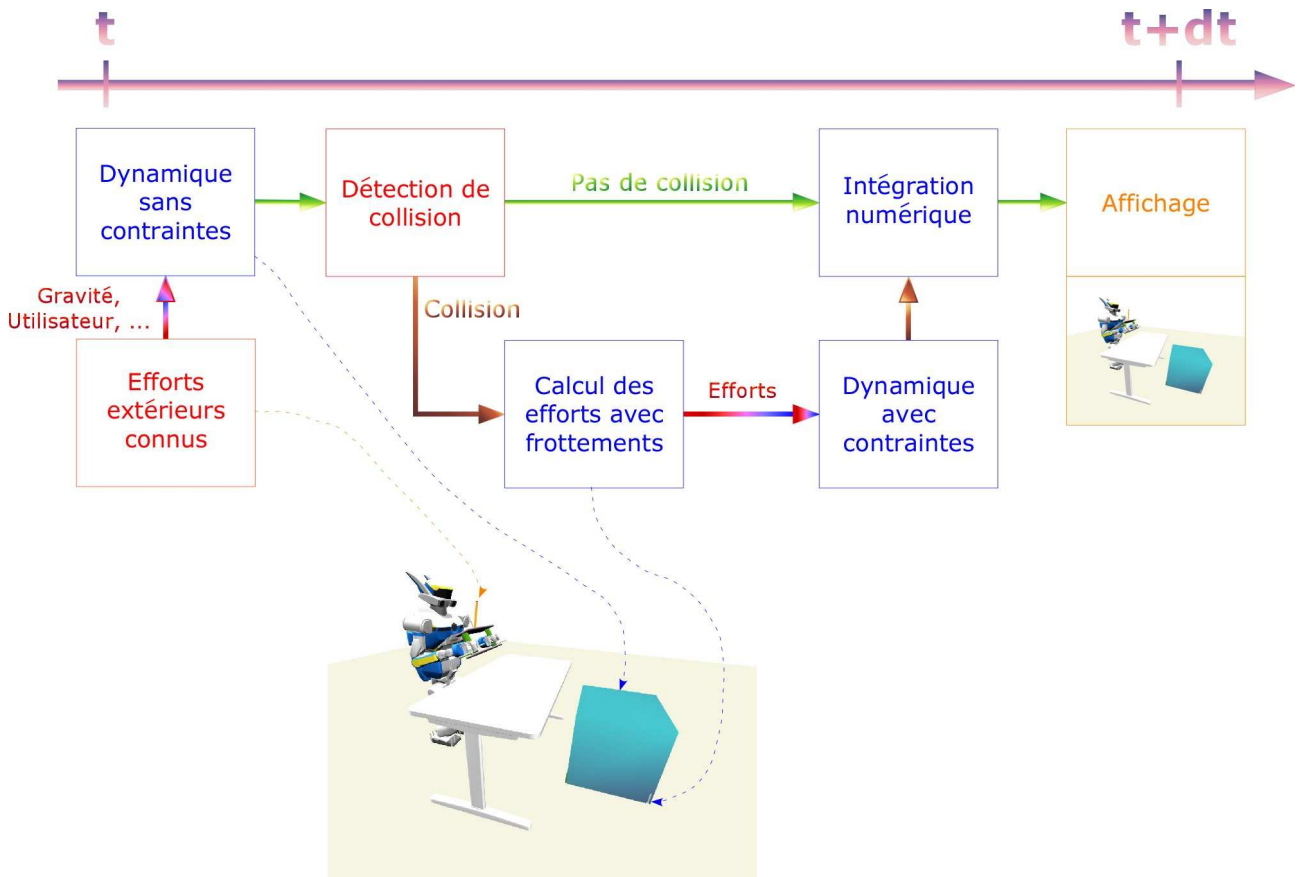 t
t+dt
Dynamique
sans
contraintes
Détection de
collision
Pas de collision
Intégration
numérique
Affichage
Gravité,
Utilisateur, ...
Collision
Efforts
extérieurs
connus
Calcul des
efforts avec
frottements
Efforts
Dynamique
avec
contraintes